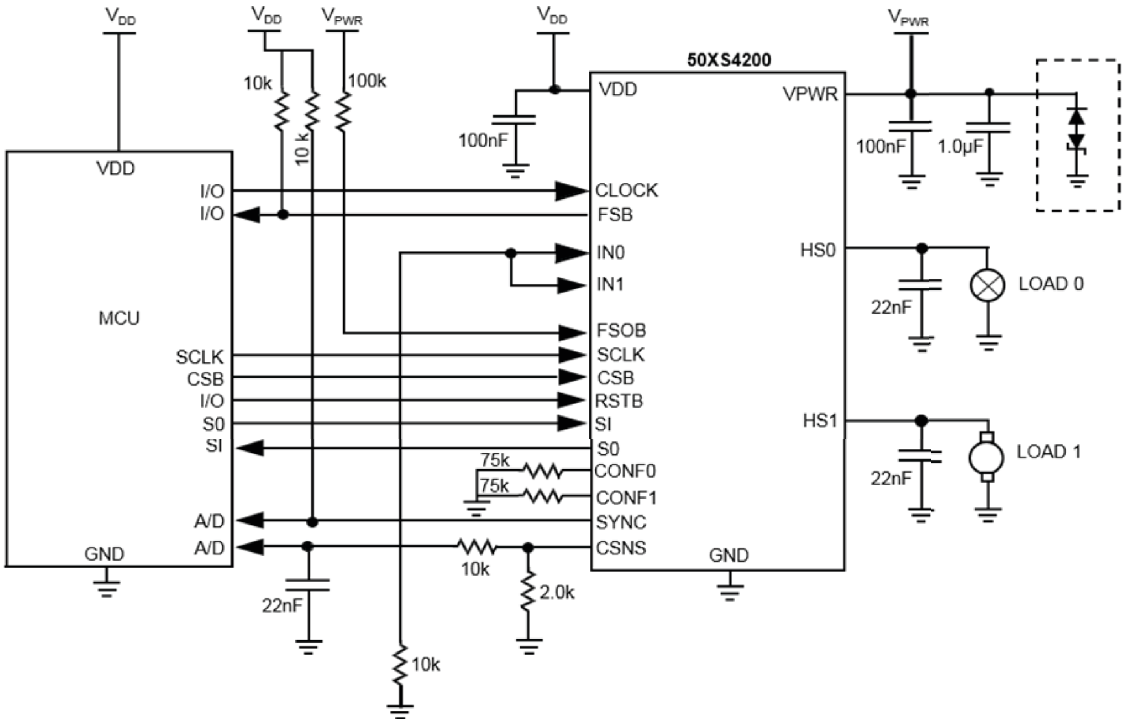 VDD
VDD
VPWR
VDD
VPWR
50XS4200
10k
10 k
100k
100nF
VDD
VPWR
100nF
1.0µF
VDD
I/O
CLOCK
I/O
FSB
IN0
HS0
IN1
22nF
LOAD 0
MCU
FSOB
SCLK
SCLK
CSB
CSB
I/O
RSTB
S0
SI
HS1
SI
S0
75k
CONF0
22nF
LOAD 1
75k
CONF1
A/D
SYNC
A/D
CSNS
GND
GND
10k
22nF
2.0k
10k